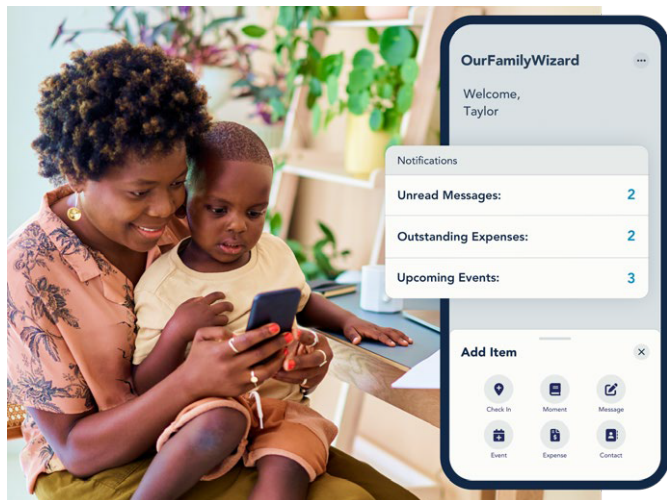 OurFamilyWizard
Welcome,
Taylor
Notifications
Unread Messages: 2
Outstanding Expenses: 2
Upcoming Events: 3
Add Item
Check In Moment Message
Event Expense Contact